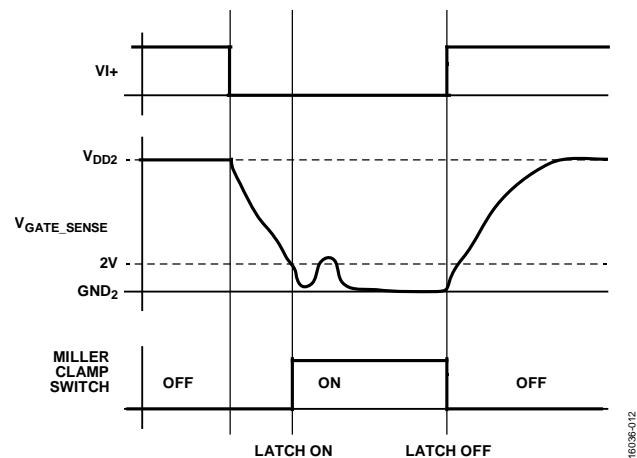 VI+
VDD2
VGATE_SENSE
2V
GND2
MILLER
CLAMP
SWITCH
OFF
ON
OFF
LATCH ON
LATCH OFF
16036-012